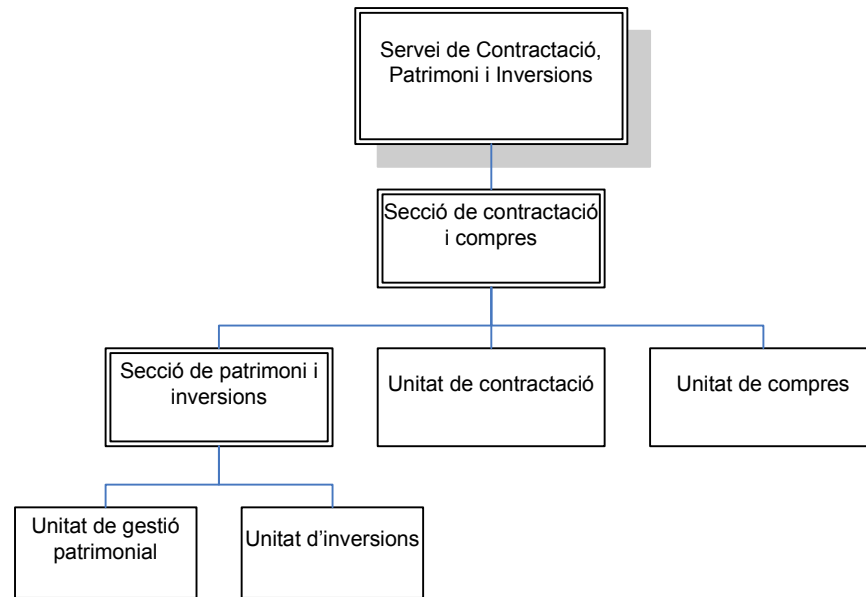 Servei de Contractació,
Patrimoni i Inversions
Secció de contractació
i compres
Secció de patrimoni i
inversions
Unitat de contractació
Unitat de compres
Unitat de gestió
patrimonial
Unitat d’inversions